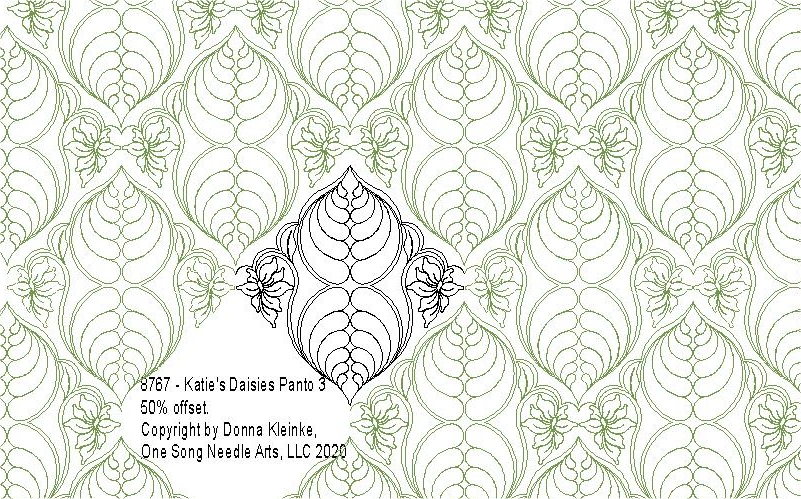 8767 - Katie's Daisies Panto 3
50% offset.
Copyright by Donna Kleinke,
One Song Needle Arts, LLC 2020